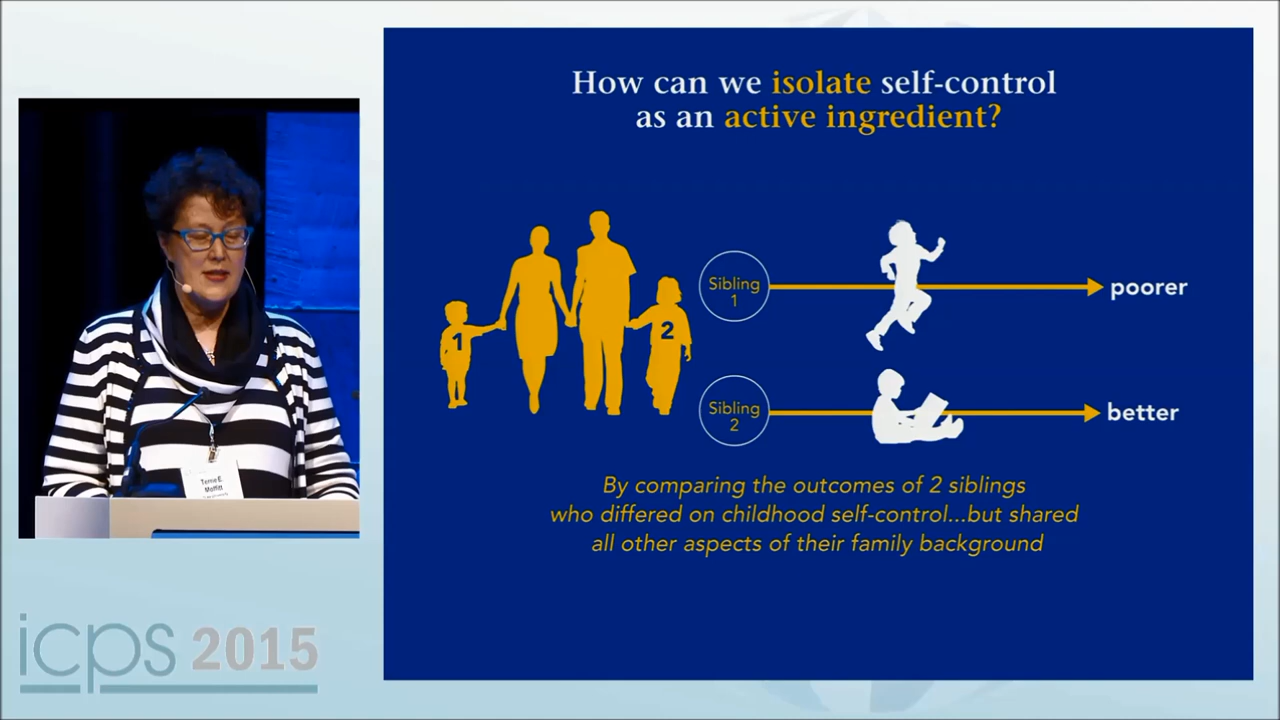 How can we isolate self-control
as an active ingredient?
1
2
Sibling
1
poorer
Sibling
2
better
By comparing the outcomes of 2 siblings
who differed on childhood self-control...but shared
all other aspects of their family background
Terrie E.
Moffitt
icps 2015